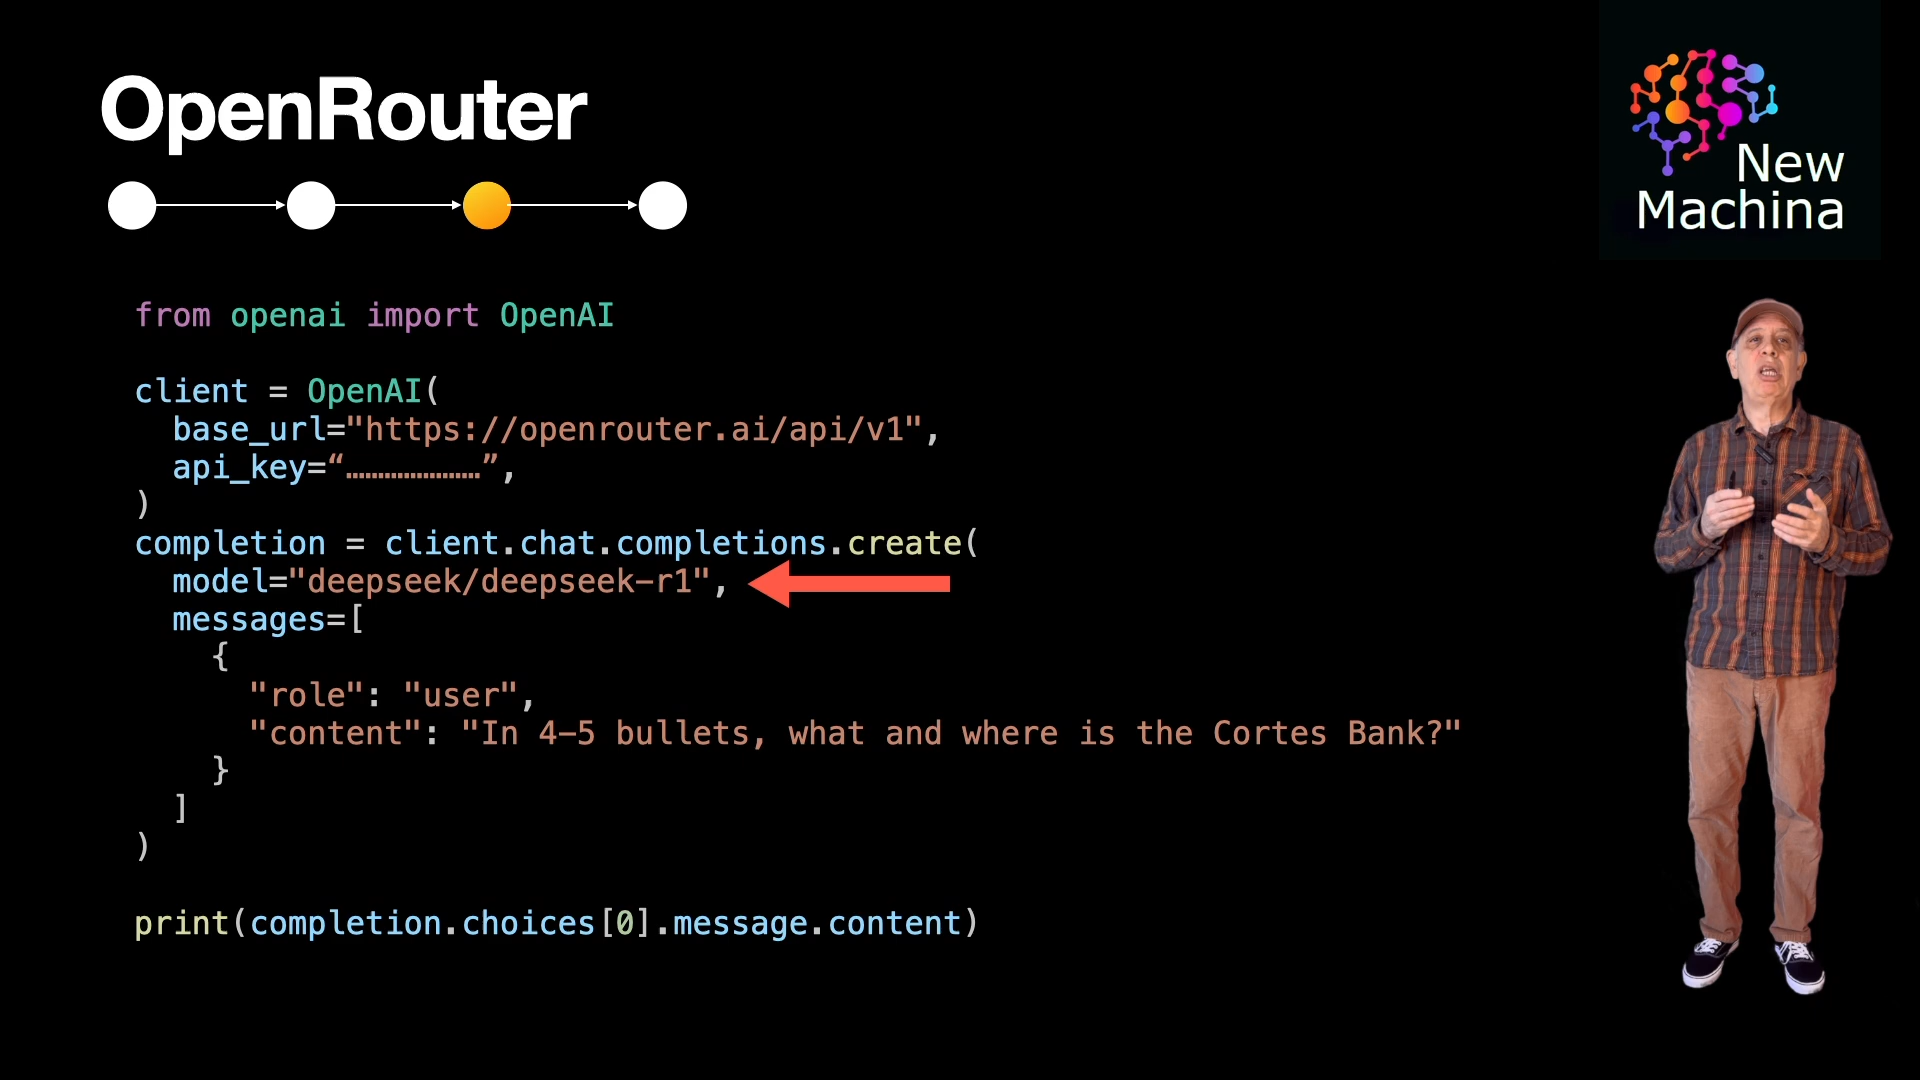 OpenRouter
New
Machina
from openai import OpenAI
client = OpenAI(
  base_url="https://openrouter.ai/api/v1",
  api_key=“…………………”,
)
completion = client.chat.completions.create(
  model="deepseek/deepseek-r1",
  messages=[
    {
      "role": "user",
      "content": "In 4-5 bullets, what and where is the Cortes Bank?"
    }
  ]
)
print(completion.choices[0].message.content)